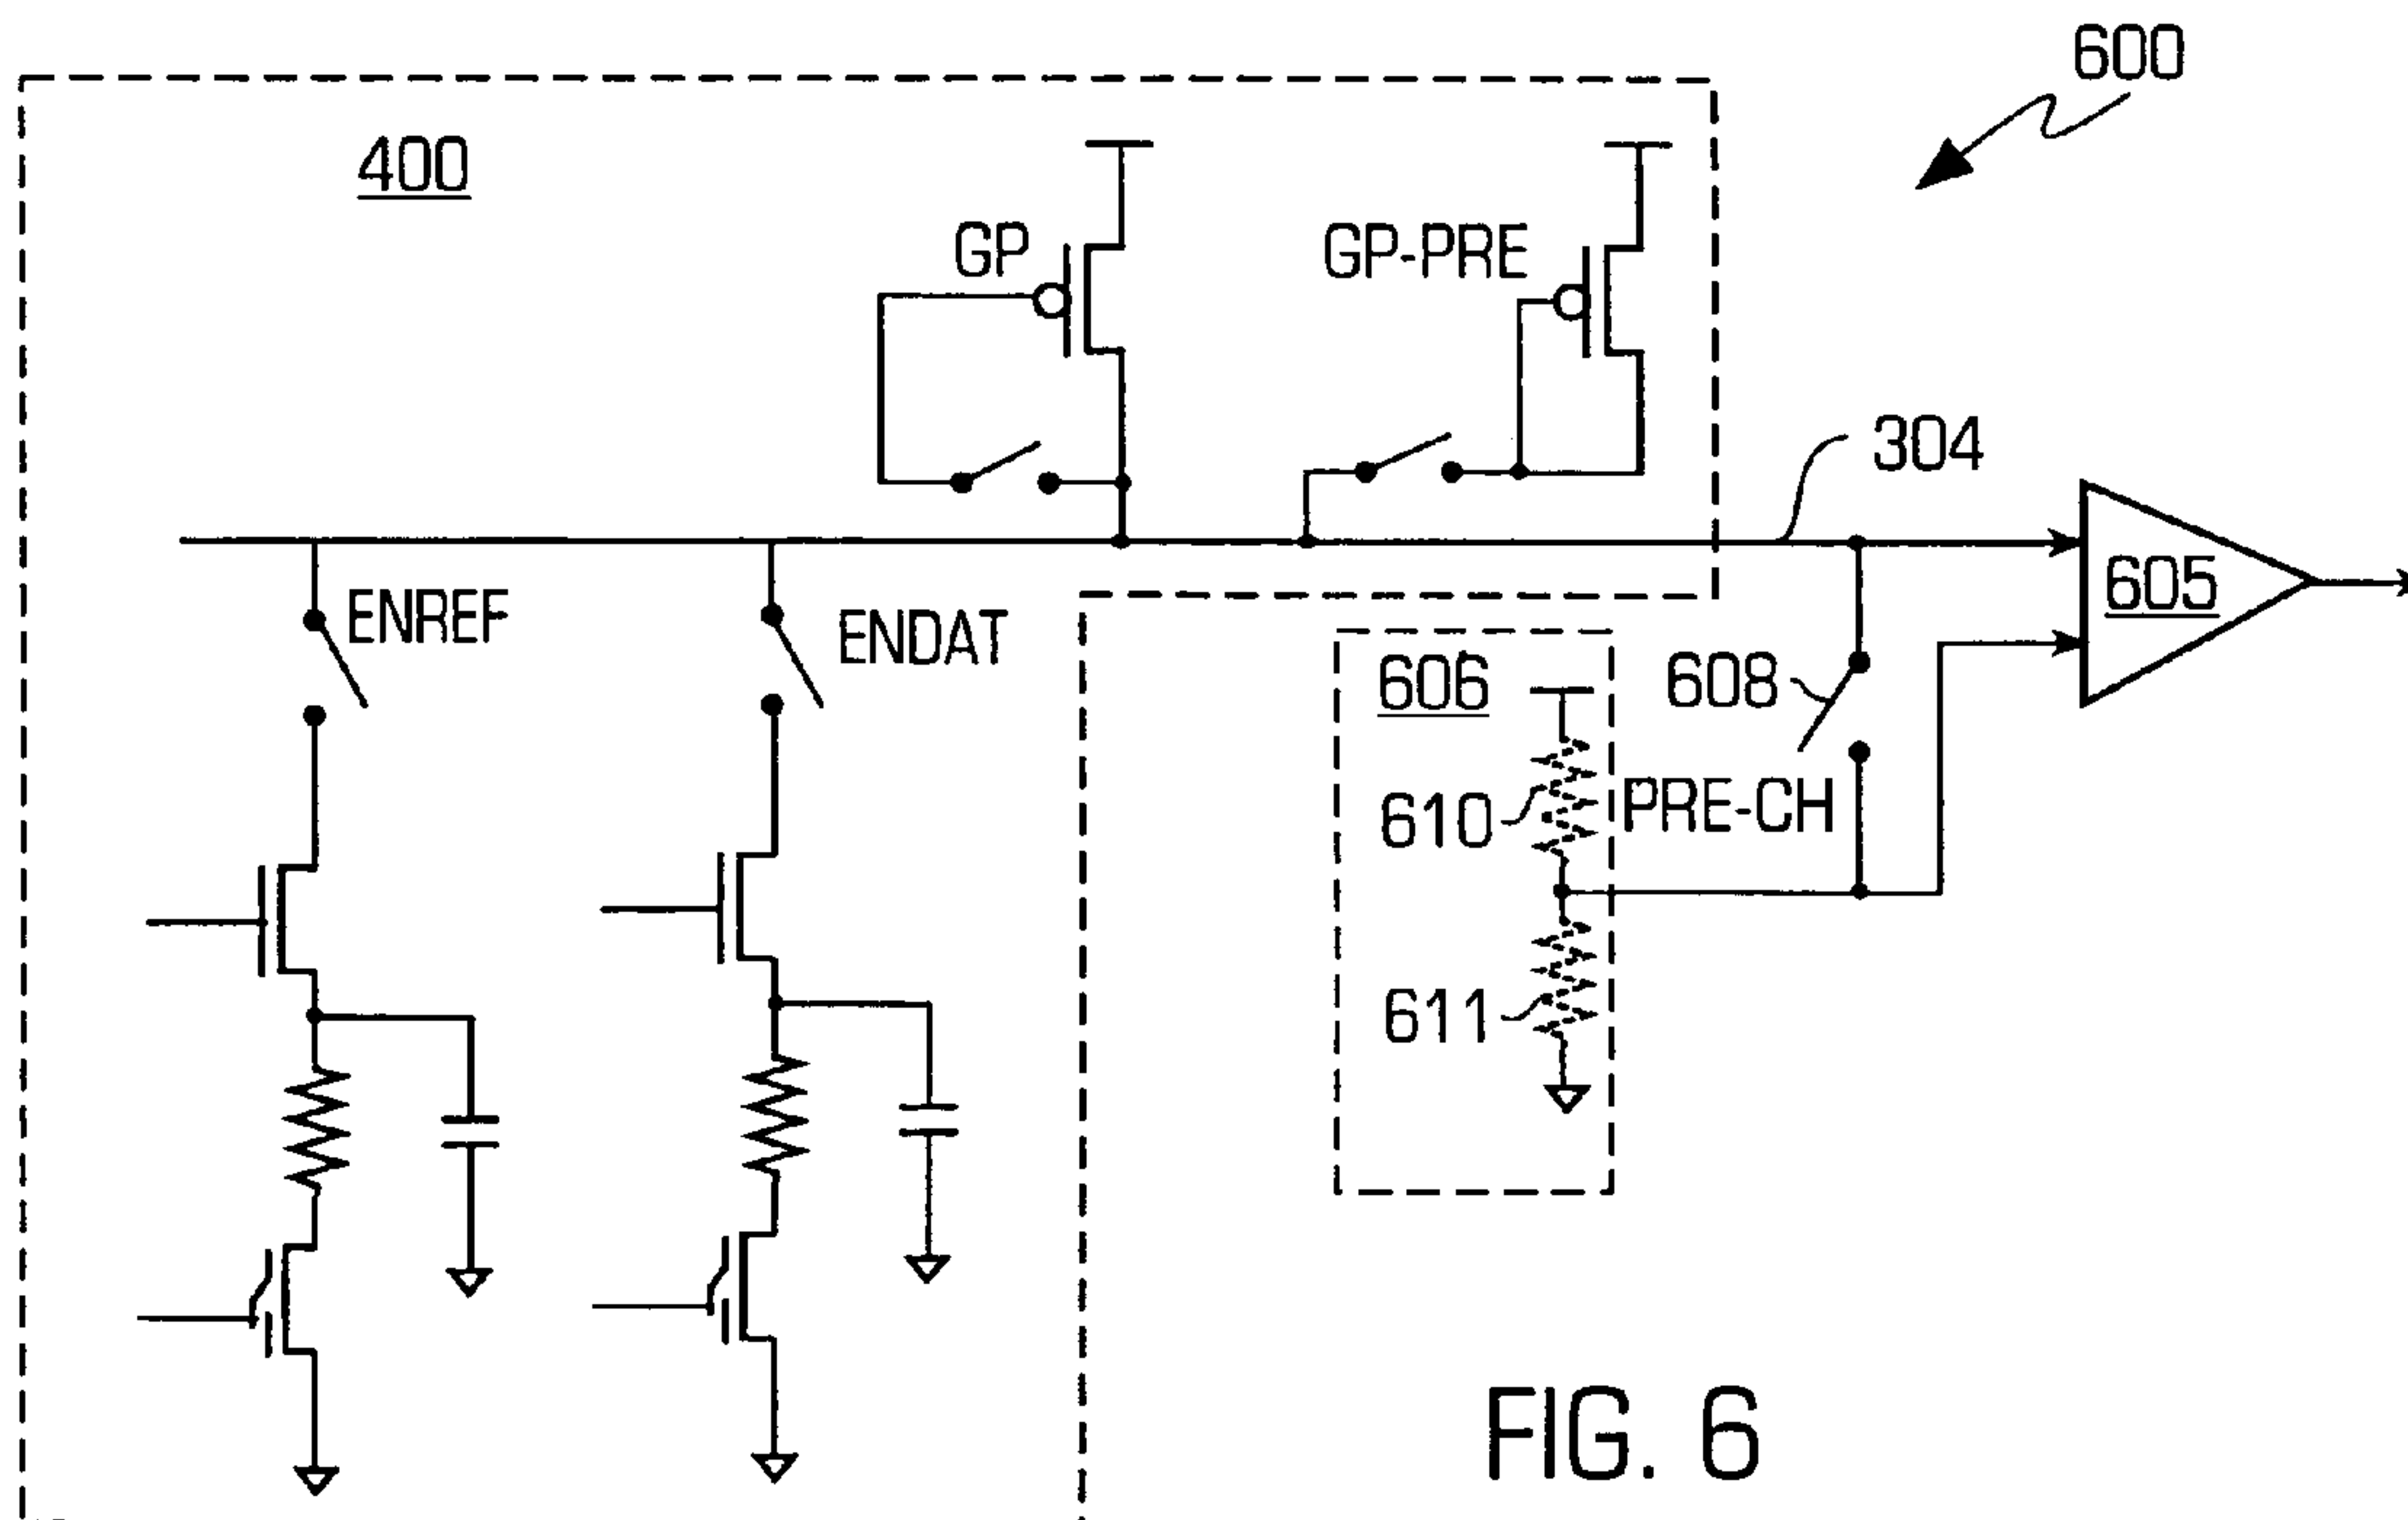 600
400
GP
GP-PRE
304
605
ENREF
ENDAT
606
608
610
PRE-CH
611
FIG. 6